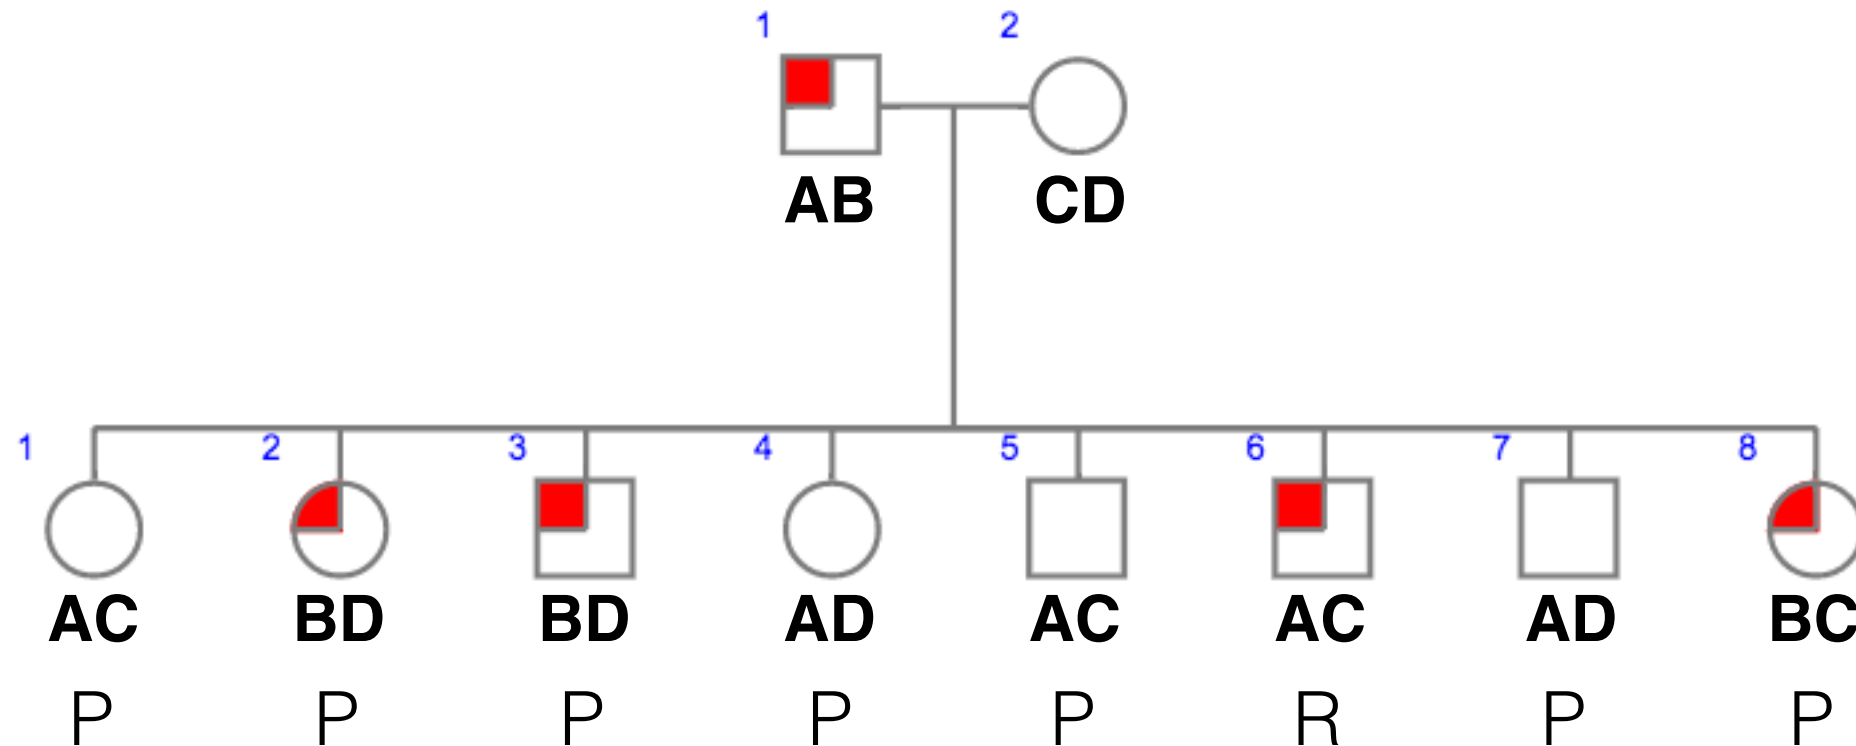 1 2
AB CD
1 2 3 4 5 6 7 8
AC BD BD AD AC AC AD BC
P P P P P R P P